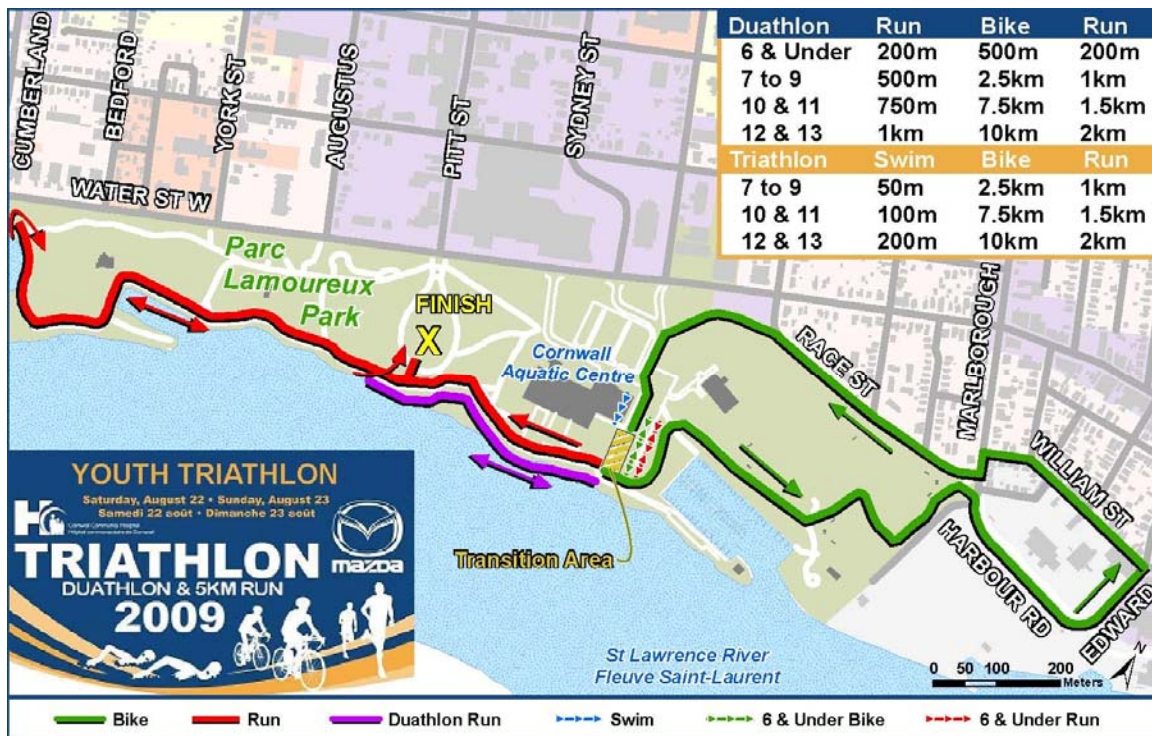 CUMBERLAND
BEDFORD
YORK ST
AUGUSTUS
PITT ST
SYDNEY ST
Duathlon Run Bike Run
6 & Under 200m 500m 200m
7 to 9 500m 2.5km 1km
10 & 11 750m 7.5km 1.5km
12 & 13 1km 10km 2km
Triathlon Swim Bike Run
7 to 9 50m 2.5km 1km
10 & 11 100m 7.5km 1.5km
12 & 13 200m 10km 2km
WATER ST W
Parc
Lamoureux
Park
FINISH
X
Cornwall
Aquatic Centre
RACE ST
MARLBOROUGH
WILLIAM ST
HARBOUR RD
EDWARD
Transition Area
YOUTH TRIATHLON
Saturday, August 22 • Sunday, August 23
Samedi 22 août • Dimanche 23 août
Cornwall Community Hospital
TRIATHLON
mazda
DUATHLON & 5KM RUN
2009
St Lawrence River
Fleuve Saint-Laurent
N
0 50 100 200
Meters
Bike Run Duathlon Run Swim 6 & Under Bike 6 & Under Run